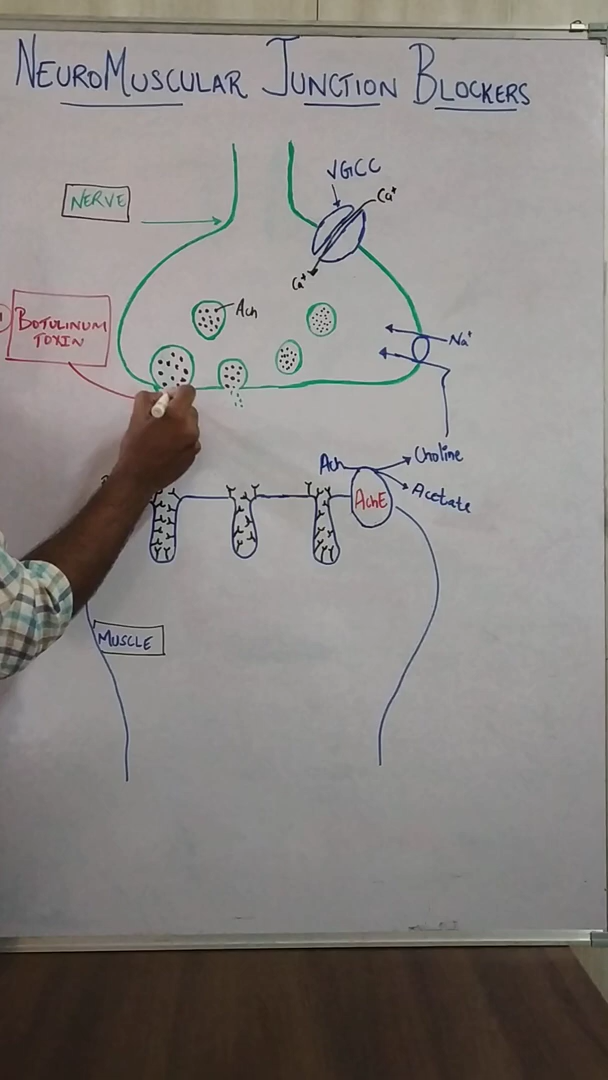 NEUROMUSCULAR JUNCTION BLOCKERS
VGCC
Ca⁺
NERVE
Ca⁺
Ach
BOTULINUM
TOXIN
Na⁺
Choline
Ach
AchE
Acetate
MUSCLE